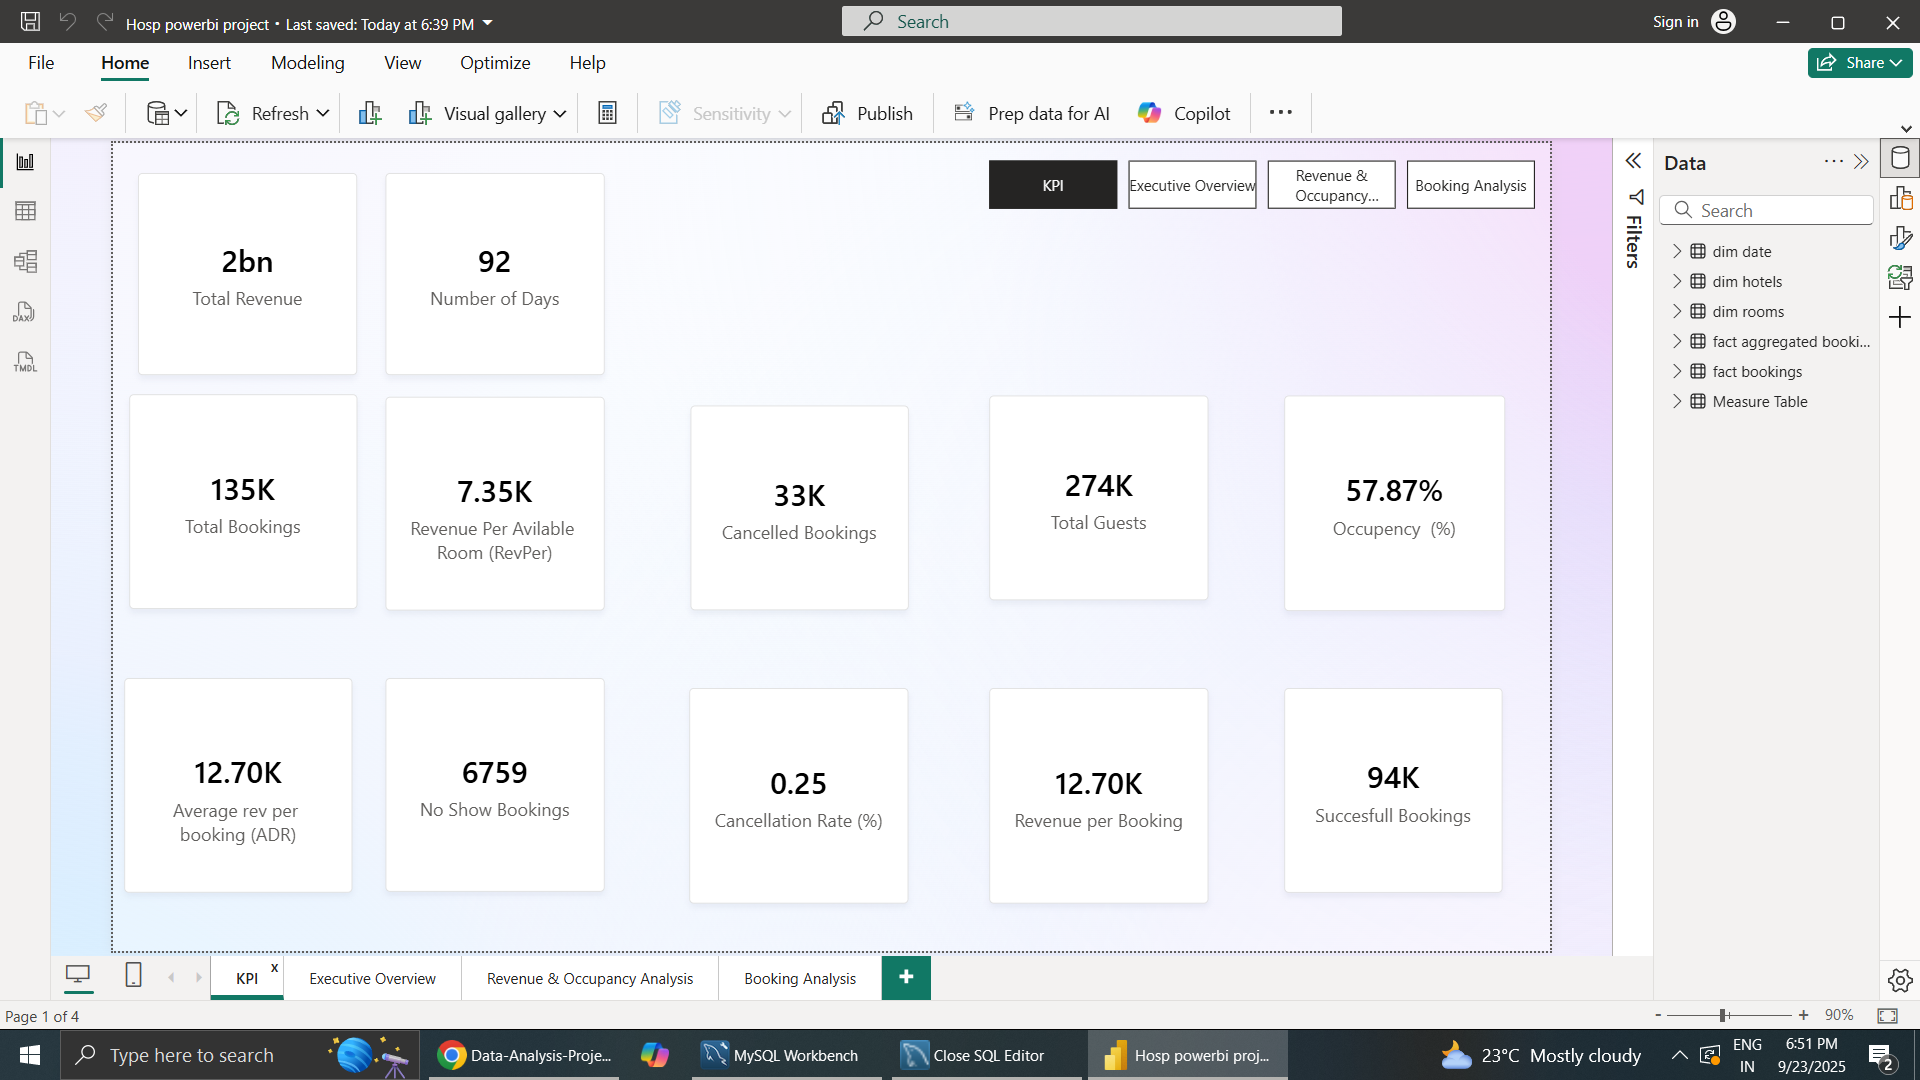 Hosp powerbi project • Last saved: Today at 6:39 PM
Search
Sign in
File
Home
Insert
Modeling
View
Optimize
Help
Share
Refresh
Visual gallery
Sensitivity
Publish
Prep data for AI
Copilot
DAX
TMDL
KPI
Executive Overview
Revenue &
Occupancy...
Booking Analysis
2bn
Total Revenue
92
Number of Days
135K
Total Bookings
7.35K
Revenue Per Avilable
Room (RevPer)
33K
Cancelled Bookings
274K
Total Guests
57.87%
Occupency (%)
12.70K
Average rev per
booking (ADR)
6759
No Show Bookings
0.25
Cancellation Rate (%)
12.70K
Revenue per Booking
94K
Succesfull Bookings
Filters
Data
Search
dim date
dim hotels
dim rooms
fact aggregated booki...
fact bookings
Measure Table
KPI
x
Executive Overview
Revenue & Occupancy Analysis
Booking Analysis
+
Page 1 of 4
- + 90%
Type here to search
Data-Analysis-Proje...
MySQL Workbench
Close SQL Editor
Hosp powerbi proj...
23°C Mostly cloudy
ENG
IN
6:51 PM
9/23/2025
2